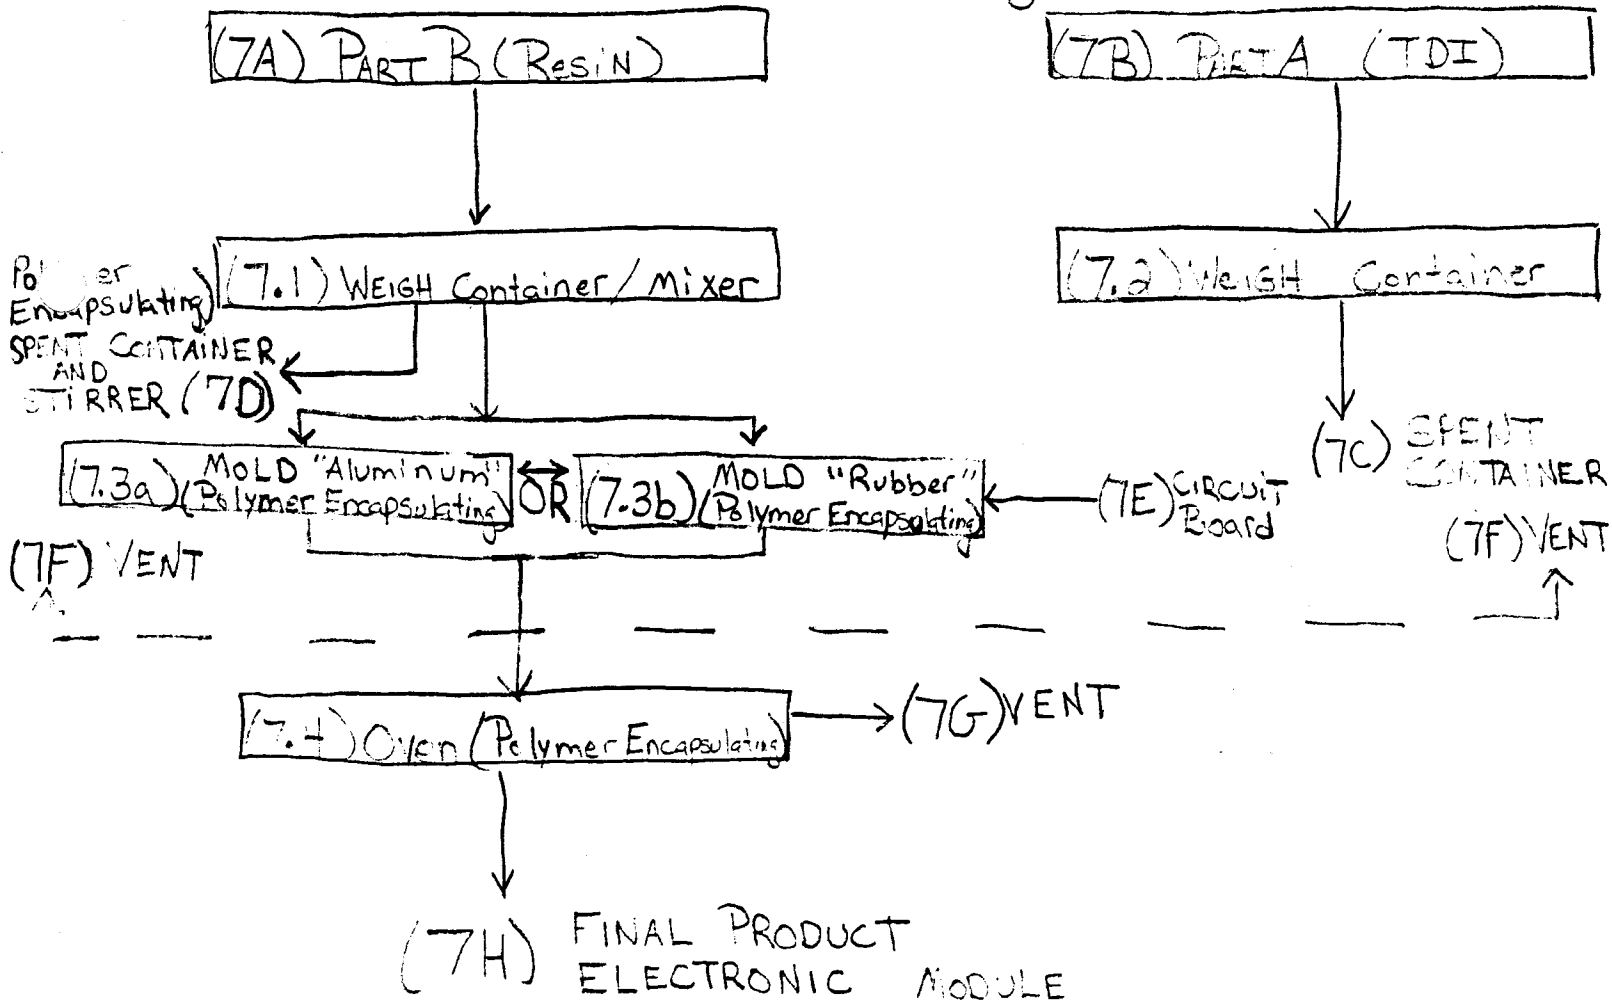 (7A) PART B (Resin)
(7B) PART A (TDI)
(7.1) WEIGH Container / Mixer
(7.2) WEIGH Container
Encapsulating)
SPENT CONTAINER
AND
STIRRER (7D)
(7.3a) MOLD "Aluminum"
(Polymer Encapsulating)
OR
(7.3b) MOLD "Rubber"
(Polymer Encapsulating)
(7E) CIRCUIT
Board
(7C) SPENT
CONTAINER
(7F) VENT
(7F) VENT
(7.4) Oven (Polymer Encapsulating)
(7G) VENT
(7H) FINAL PRODUCT
ELECTRONIC MODULE